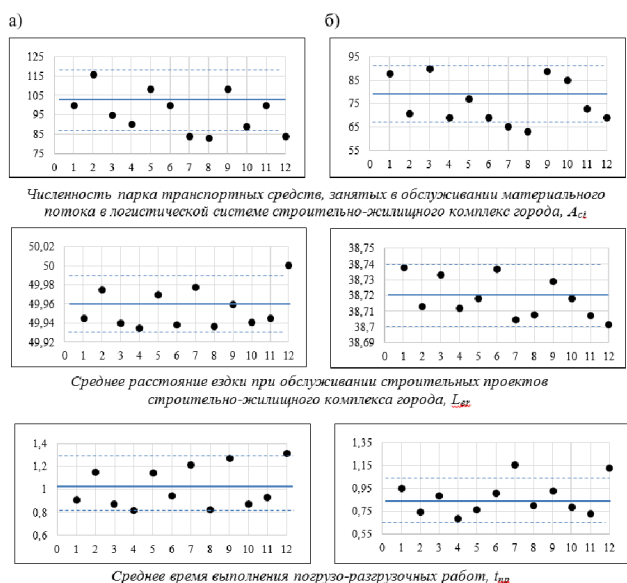 а) б)
125
115
105
95
85
75
0 1 2 3 4 5 6 7 8 9 10 11 12
95
85
75
65
55
0 1 2 3 4 5 6 7 8 9 10 11 12
Численность парка транспортных средств, занятых в обслуживании материального
потока в логистической системе строительно-жилищного комплекс города, Aci
50,02
50
49,98
49,96
49,94
49,92
0 1 2 3 4 5 6 7 8 9 10 11 12
38,75
38,74
38,73
38,72
38,71
38,7
38,69
0 1 2 3 4 5 6 7 8 9 10 11 12
Среднее расстояние ездки при обслуживании строительных проектов
строительно-жилищного комплекса города, Lег
1,4
1,2
1
0,8
0,6
0 1 2 3 4 5 6 7 8 9 10 11 12
1,35
1,15
0,95
0,75
0,55
0 1 2 3 4 5 6 7 8 9 10 11 12
Среднее время выполнения погрузо-разгрузочных работ, tпр